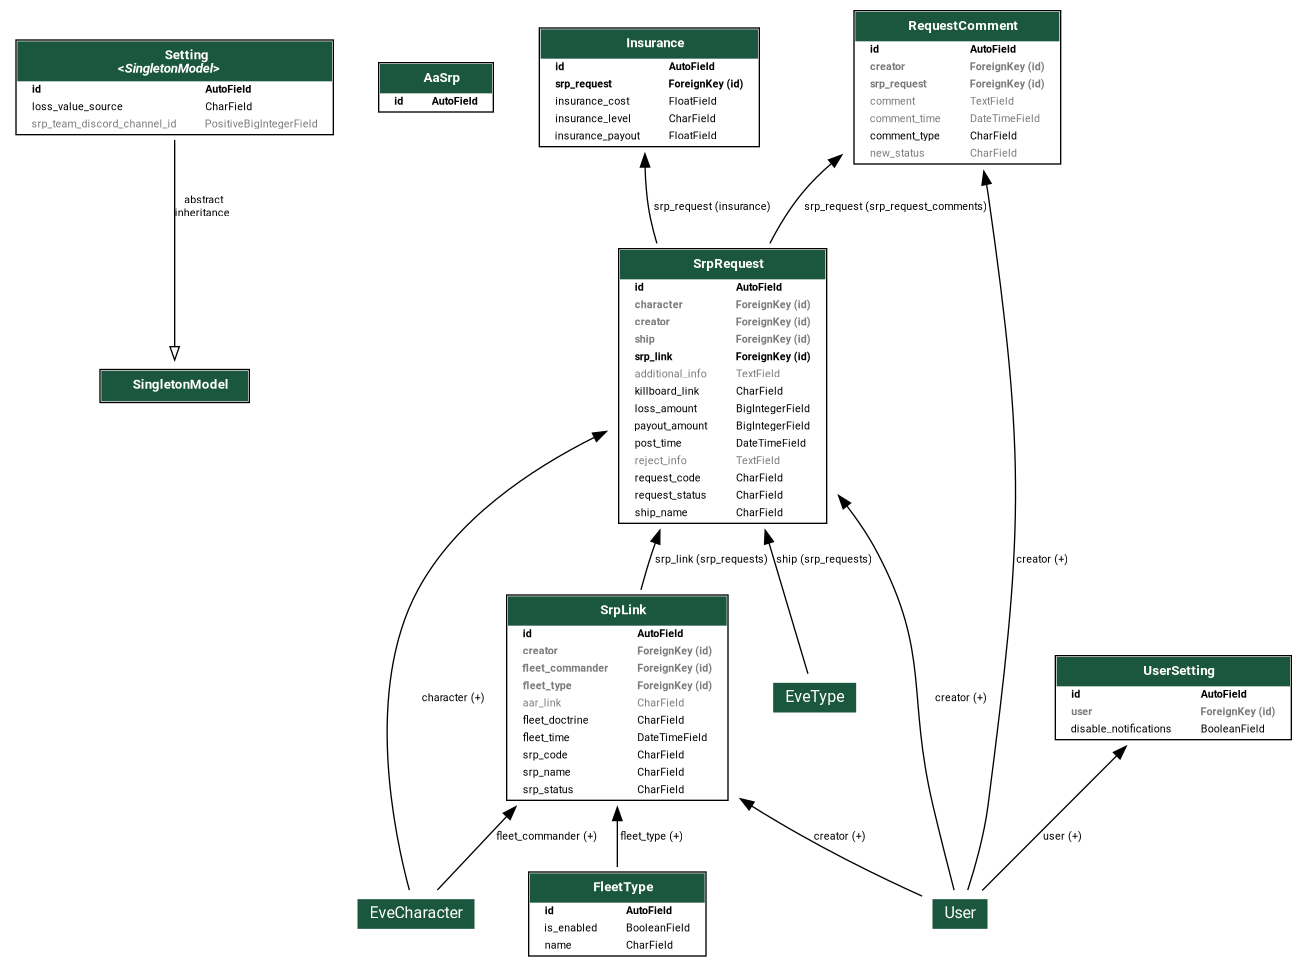 Setting
<SingletonModel>
id AutoField
loss_value_source CharField
srp_team_discord_channel_id PositiveBigIntegerField
AaSrp
id AutoField
Insurance
id AutoField
srp_request ForeignKey (id)
insurance_cost FloatField
insurance_level CharField
insurance_payout FloatField
RequestComment
id AutoField
creator ForeignKey (id)
srp_request ForeignKey (id)
comment TextField
comment_time DateTimeField
comment_type CharField
new_status CharField
abstract
inheritance
srp_request (insurance)
srp_request (srp_request_comments)
SingletonModel
SrpRequest
id AutoField
character ForeignKey (id)
creator ForeignKey (id)
ship ForeignKey (id)
srp_link ForeignKey (id)
additional_info TextField
killboard_link CharField
loss_amount BigIntegerField
payout_amount BigIntegerField
post_time DateTimeField
reject_info TextField
request_code CharField
request_status CharField
ship_name CharField
srp_link (srp_requests)
ship (srp_requests)
creator (+)
SrpLink
id AutoField
creator ForeignKey (id)
fleet_commander ForeignKey (id)
fleet_type ForeignKey (id)
aar_link CharField
fleet_doctrine CharField
fleet_time DateTimeField
srp_code CharField
srp_name CharField
srp_status CharField
EveType
UserSetting
id AutoField
user ForeignKey (id)
disable_notifications BooleanField
character (+)
creator (+)
fleet_commander (+)
fleet_type (+)
creator (+)
user (+)
EveCharacter
FleetType
id AutoField
is_enabled BooleanField
name CharField
User